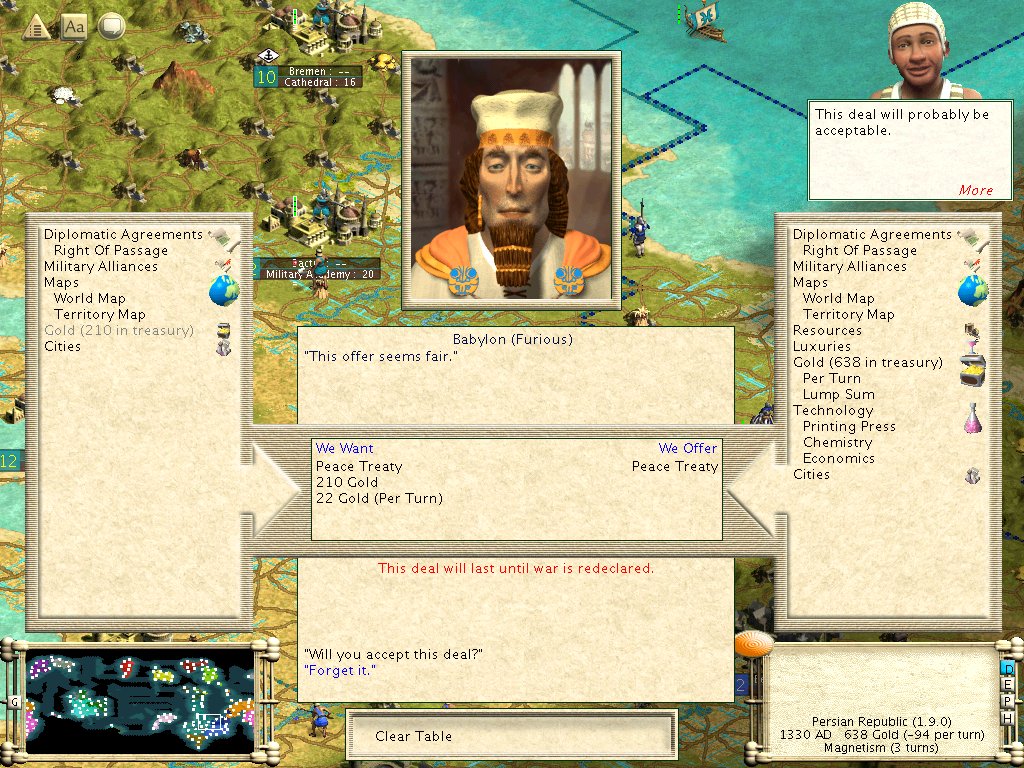 Aa
10
Bremen : --
Cathedral : 16
This deal will probably be
acceptable.
More
Diplomatic Agreements
Right Of Passage
Military Alliances
Maps
World Map
Territory Map
Gold (210 in treasury)
Cities
: --
Military : 20
Babylon (Furious)
"This offer seems fair."
We Want
We Offer
Peace Treaty
Peace Treaty
210 Gold
22 Gold (Per Turn)
Diplomatic Agreements
Right Of Passage
Military Alliances
Maps
World Map
Territory Map
Resources
Luxuries
Gold (638 in treasury)
Per Turn
Lump Sum
Technology
Printing Press
Chemistry
Economics
Cities
12
This deal will last until war is redeclared.
"Will you accept this deal?"
"Forget it."
Clear Table
G
2
D
E
P
H
Persian Republic (1.9.0)
1330 AD 638 Gold (-94 per turn)
Magnetism (3 turns)